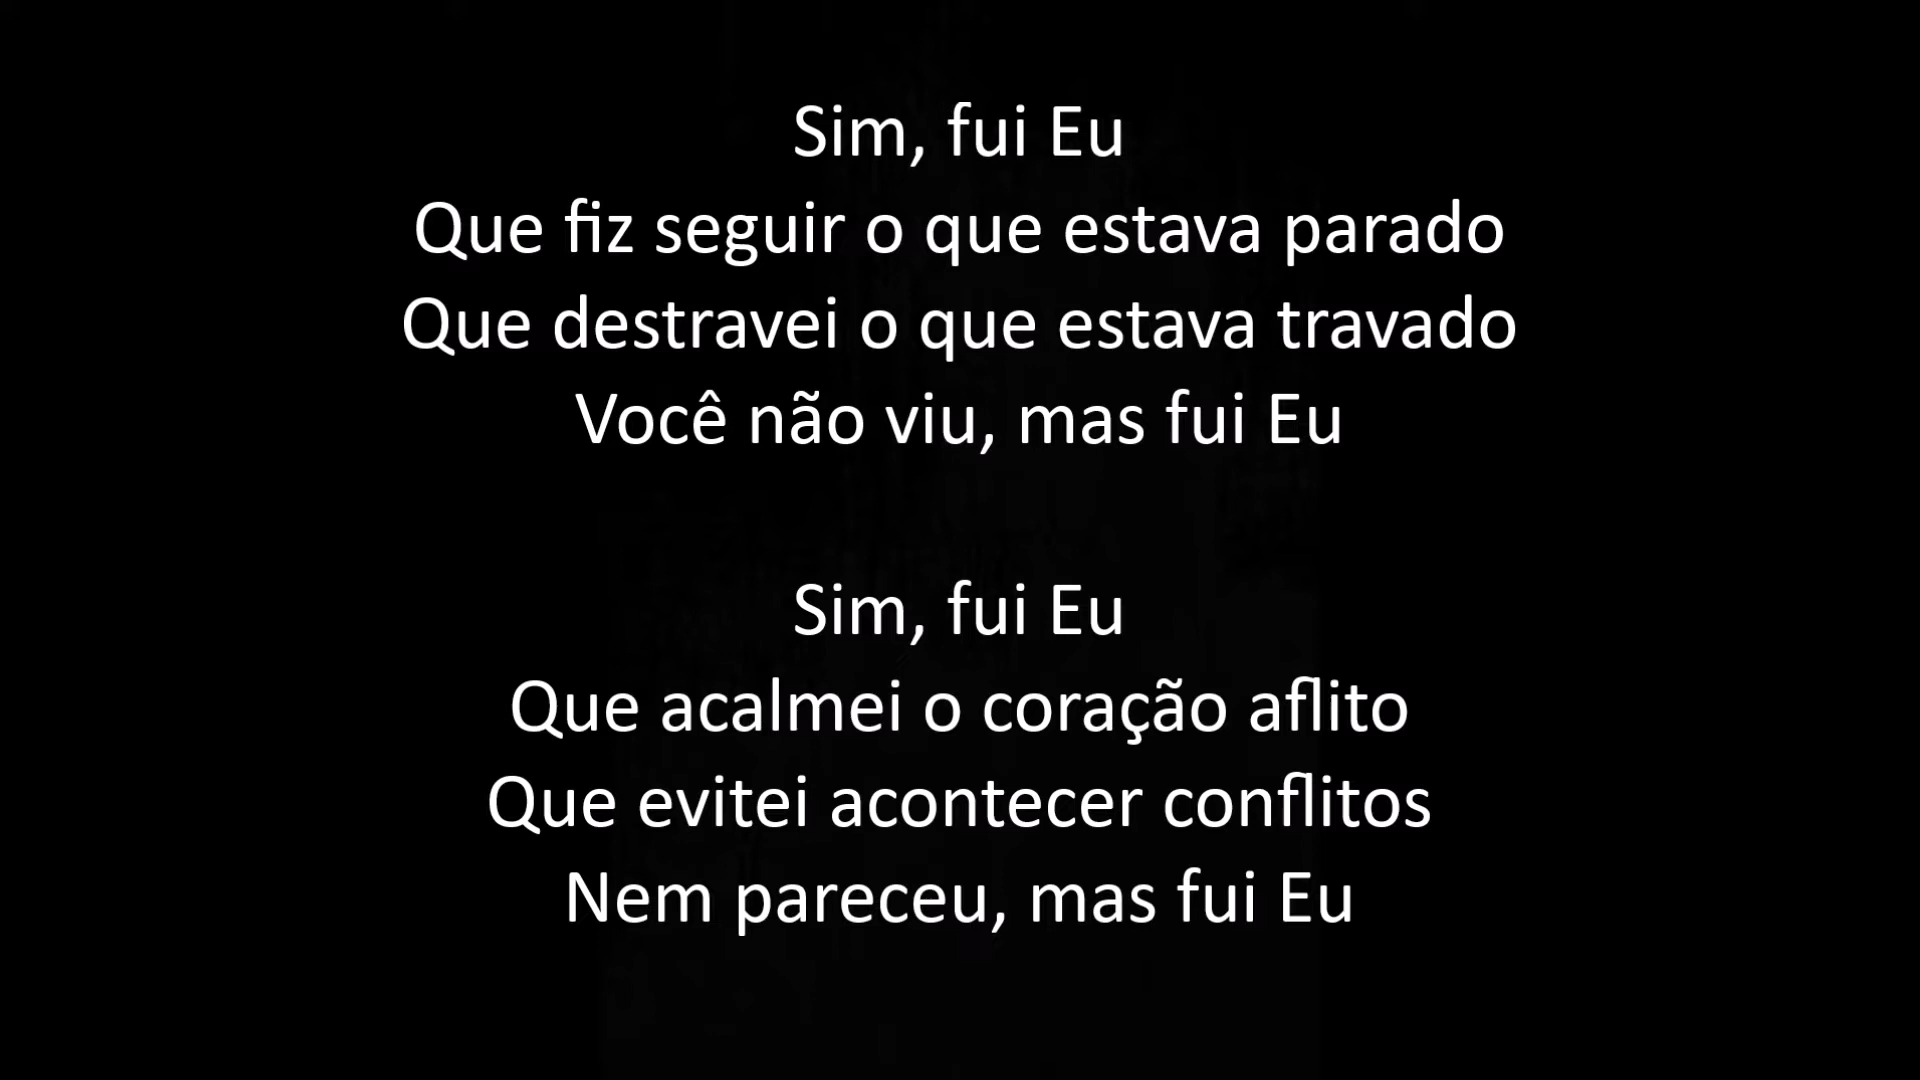 Sim, fui Eu
Que fiz seguir o que estava parado
Que destravei o que estava travado
Você não viu, mas fui Eu
Sim, fui Eu
Que acalmei o coração aflito
Que evitei acontecer conflitos
Nem pareceu, mas fui Eu